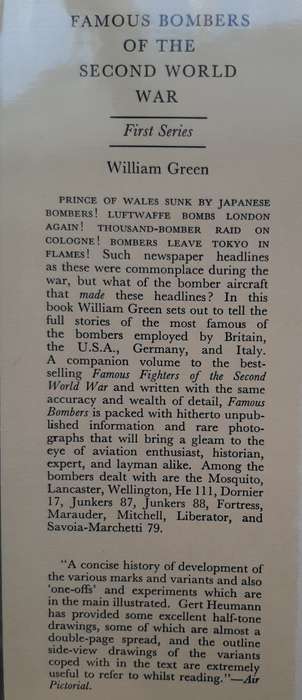 FAMOUS BOMBERS
OF THE
SECOND WORLD
WAR
First Series
William Green
PRINCE OF WALES SUNK BY JAPANESE
BOMBERS! LUFTWAFFE BOMBS LONDON
AGAIN! THOUSAND-BOMBER RAID ON
COLOGNE! BOMBERS LEAVE TOKYO IN
FLAMES! Such newspaper headlines
as these were commonplace during the
war, but what of the bomber aircraft
that made these headlines? In this
book William Green sets out to tell the
full stories of the most famous of
the bombers employed by Britain,
the U.S.A., Germany, and Italy.
A companion volume to the best-
selling Famous Fighters of the Second
World War and written with the same
accuracy and wealth of detail, Famous
Bombers is packed with hitherto unpub-
lished information and rare photo-
graphs that will bring a gleam to the
eye of aviation enthusiast, historian,
expert, and layman alike. Among the
bombers dealt with are the Mosquito,
Lancaster, Wellington, He 111, Dornier
17, Junkers 87, Junkers 88, Fortress,
Marauder, Mitchell, Liberator, and
Savoia-Marchetti 79.
"A concise history of development of
the various marks and variants and also
'one-offs' and experiments which are
in the main illustrated. Gert Heumann
has provided some excellent half-tone
drawings, some of which are almost a
double-page spread, and the outline
side-view drawings of the variants
coped with in the text are extremely
useful to refer to whilst reading."—Air
Pictorial.